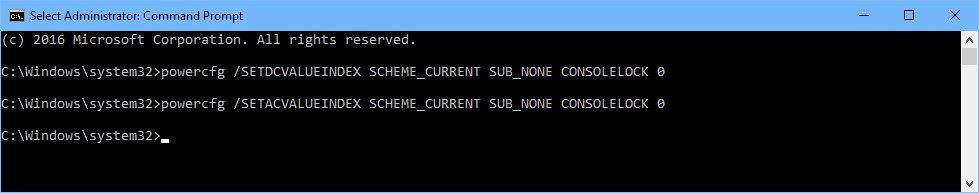 Select Administrator: Command Prompt
(c) 2016 Microsoft Corporation. All rights reserved.
C:\Windows\system32>powercfg /SETDCVALUEINDEX SCHEME_CURRENT SUB_NONE CONSOLELOCK 0
C:\Windows\system32>powercfg /SETACVALUEINDEX SCHEME_CURRENT SUB_NONE CONSOLELOCK 0
C:\Windows\system32>